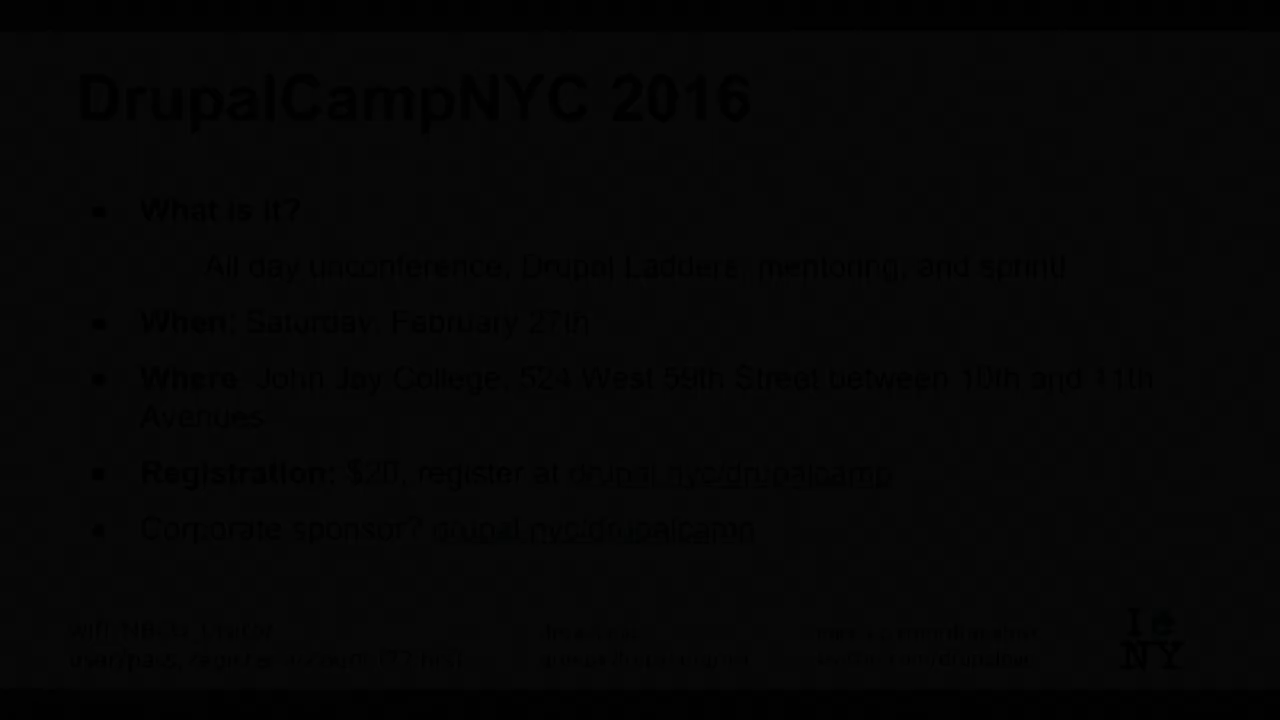 DrupalCampNYC 2016
▪ What is it?
All day unconference, Drupal Ladders, mentoring, and sprint!
▪ When: Saturday, February 27th
▪ Where: John Jay College, 524 West 59th Street between 10th and 11th
Avenues
▪ Registration: $20, register at drupal.nyc/drupalcamp
▪ Corporate sponsor? drupal.nyc/drupalcamp
I NY